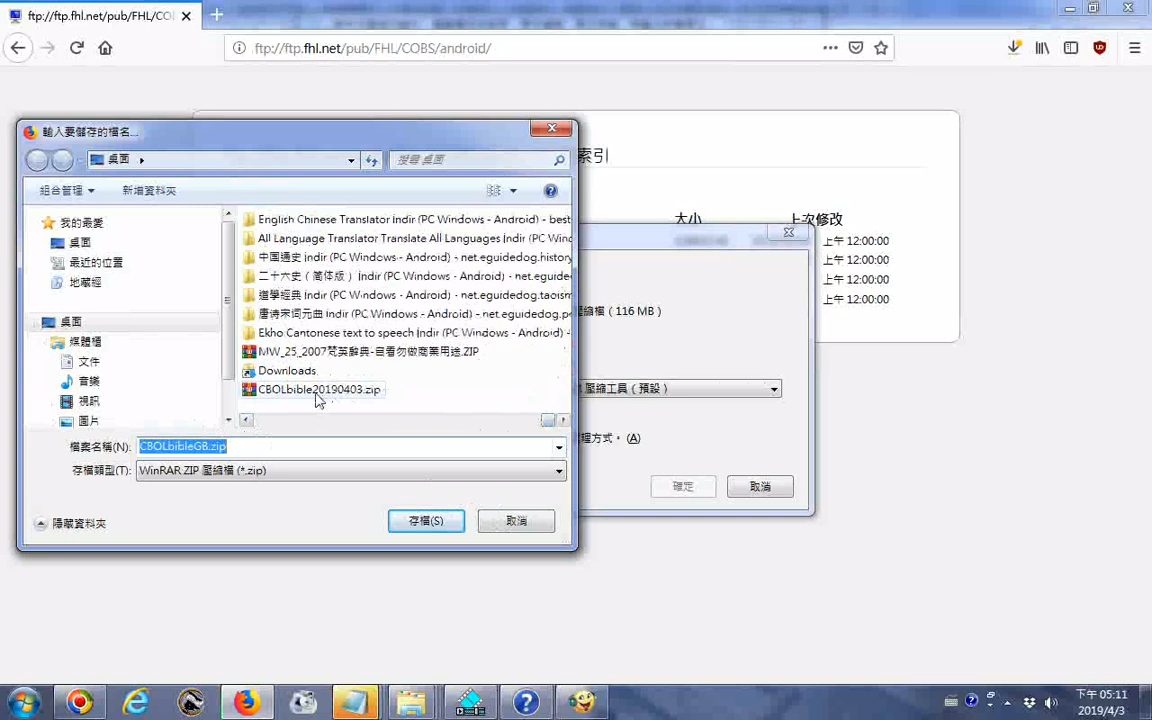 ftp://ftp.fhl.net/pub/FHL/CO
ftp://ftp.fhl.net/pub/FHL/COBS/android/
輸入要儲存的檔名...
索引
桌面
搜尋 桌面
組合管理
新增資料夾
大小
上次修改
我的最愛
桌面
最近的位置
地藏經
桌面
媒體櫃
文件
音樂
視訊
圖片
English Chinese Translator indir (PC Windows - Android) - best
All Language Translator Translate All Languages İndir (PC Win
中国通史 indir (PC Windows - Android) - net.eguidedog.history
二十六史（简体版） İndir (PC Windows - Android) - net.eguide
道學經典 indir (PC Windows - Android) - net.eguidedog.taoism
唐诗宋词元曲 indir (PC Windows - Android) - net.eguidedog.p
Ekho Cantonese text to speech İndir (PC Windows - Android)
MW_25_2007梵英辭典-自看勿做商業用途.ZIP
Downloads
CBOLbible20190403.zip
上午 12:00:00
上午 12:00:00
上午 12:00:00
上午 12:00:00
壓縮檔（116 MB）
壓縮工具（預設）
理方式。(A)
檔案名稱(N):
CBOLbibleGB.zip
存檔類型(T):
WinRAR ZIP 壓縮檔 (*.zip)
確定
取消
隱藏資料夾
存檔(S)
取消
下午 05:11
2019/4/3